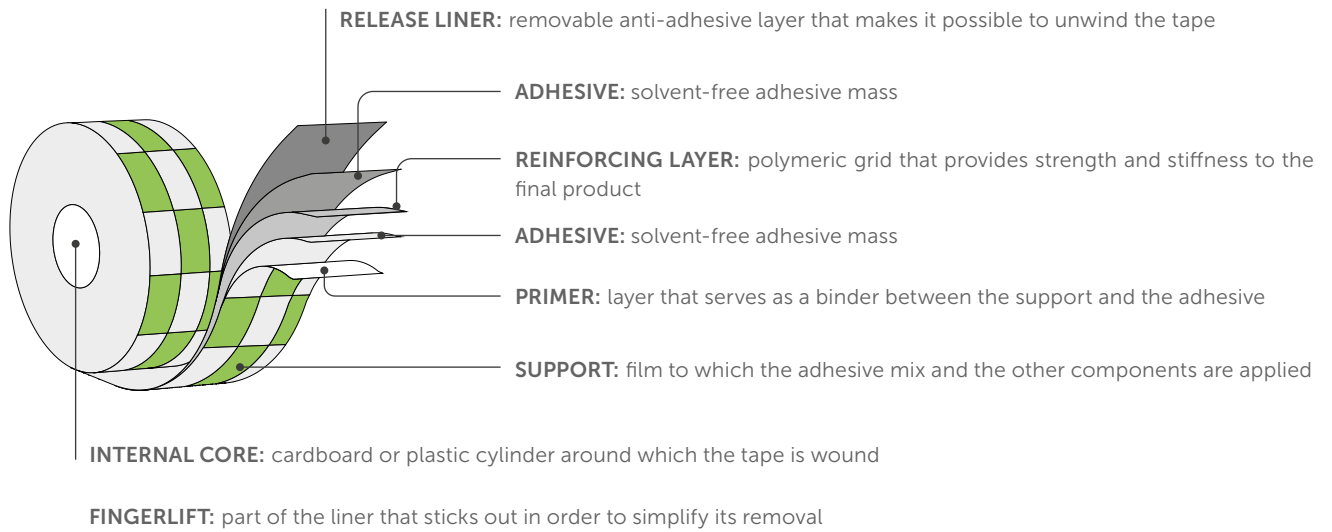 RELEASE LINER: removable anti-adhesive layer that makes it possible to unwind the tape
ADHESIVE: solvent-free adhesive mass
REINFORCING LAYER: polymeric grid that provides strength and stiffness to the
final product
ADHESIVE: solvent-free adhesive mass
PRIMER: layer that serves as a binder between the support and the adhesive
SUPPORT: film to which the adhesive mix and the other components are applied
INTERNAL CORE: cardboard or plastic cylinder around which the tape is wound
FINGERLIFT: part of the liner that sticks out in order to simplify its removal